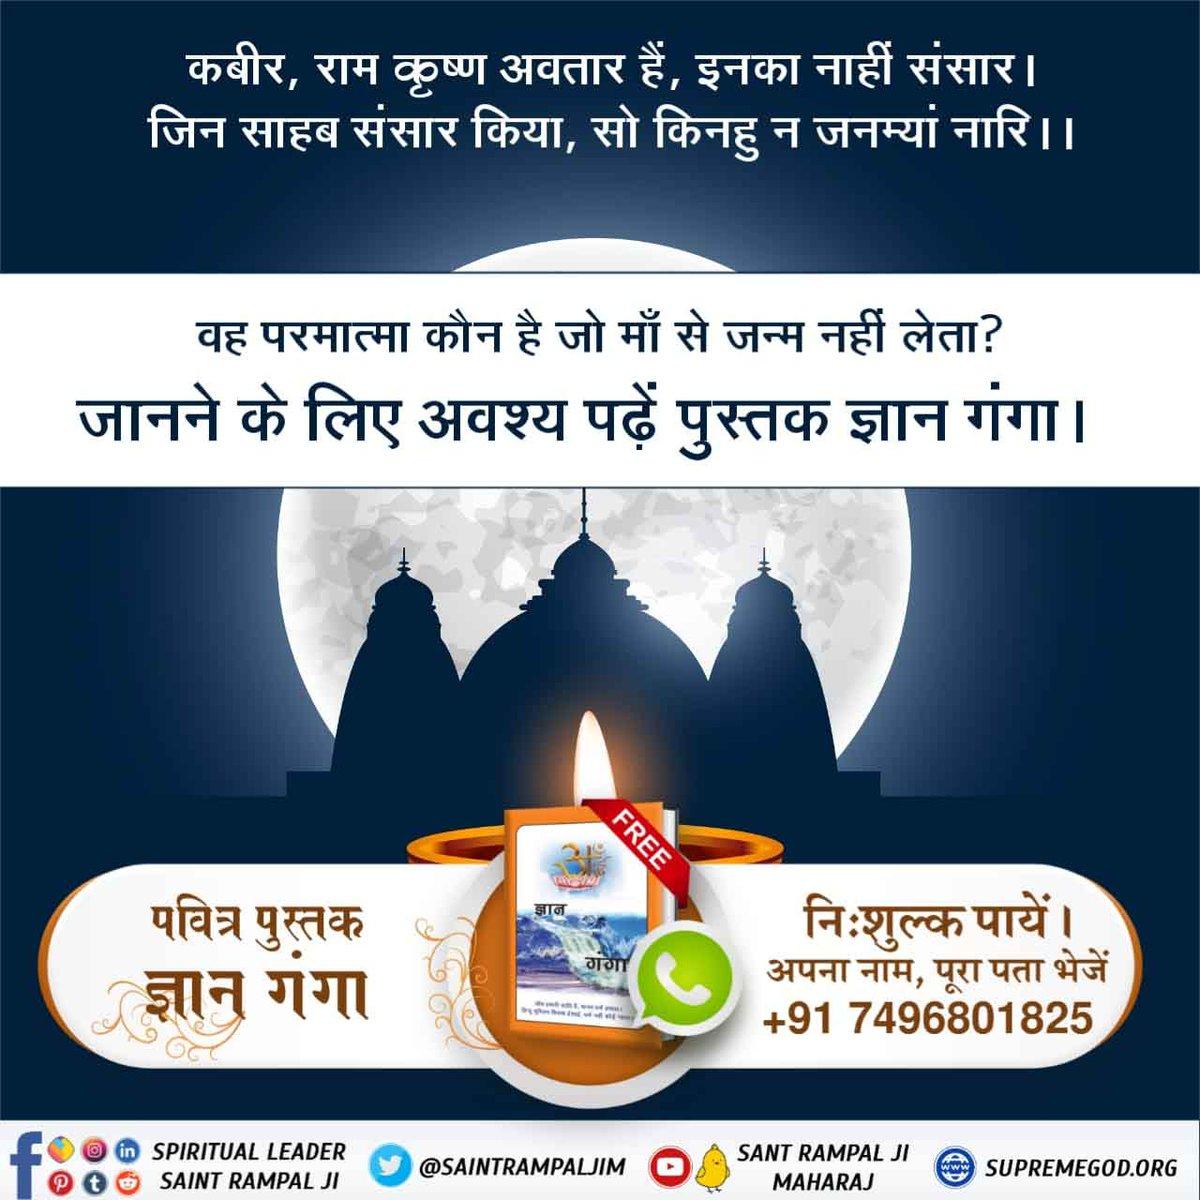 कबीर, राम कृष्ण अवतार हैं, इनका नाहीं संसार।
जिन साहब संसार किया, सो किनहु न जनम्यां नारि।।
वह परमात्मा कौन है जो माँ से जन्म नहीं लेता?
जानने के लिए अवश्य पढ़ें पुस्तक ज्ञान गंगा।
FREE
ज्ञान
गंगा
पवित्र पुस्तक
ज्ञान गंगा
निःशुल्क पायें।
अपना नाम, पूरा पता भेजें
+91 7496801825
SPIRITUAL LEADER
SAINT RAMPAL JI
@SAINTRAMPALJIM
SANT RAMPAL JI
MAHARAJ
SUPREMEGOD.ORG